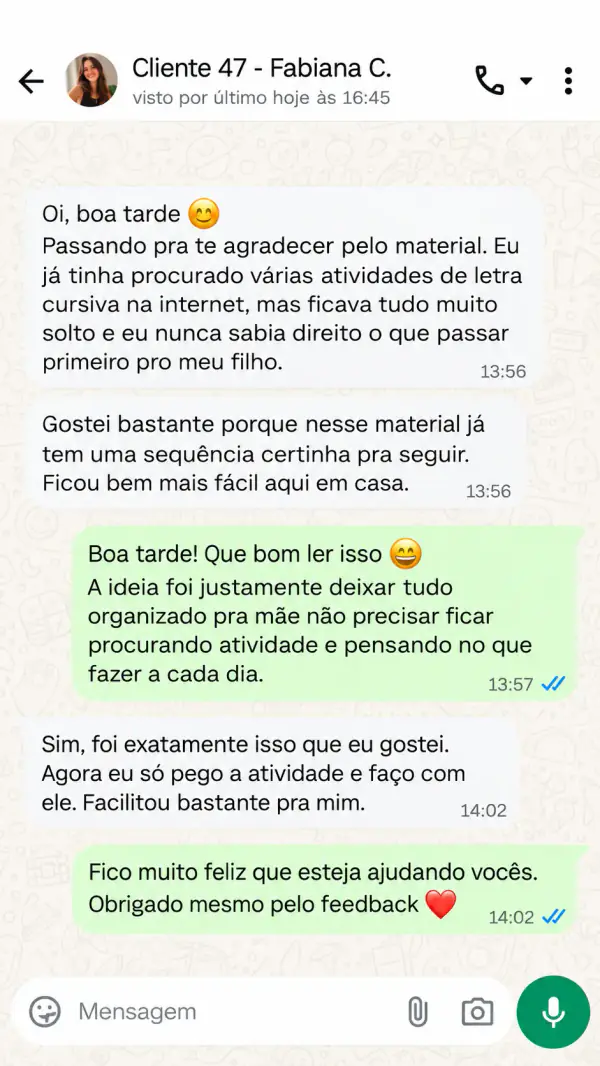 Cliente 47 - Fabiana C.
visto por último hoje às 16:45
Oi, boa tarde 😊
Passando pra te agradecer pelo material. Eu
já tinha procurado várias atividades de letra
cursiva na internet, mas ficava tudo muito
solto e eu nunca sabia direito o que passar
primeiro pro meu filho.
13:56
Gostei bastante porque nesse material já
tem uma sequência certinha pra seguir.
Ficou bem mais fácil aqui em casa.
13:56
Boa tarde! Que bom ler isso 😄
A ideia foi justamente deixar tudo
organizado pra mãe não precisar ficar
procurando atividade e pensando no que
fazer a cada dia.
13:57
Sim, foi exatamente isso que eu gostei.
Agora eu só pego a atividade e faço com
ele. Facilitou bastante pra mim.
14:02
Fico muito feliz que esteja ajudando vocês.
Obrigado mesmo pelo feedback ❤️
14:02
Mensagem